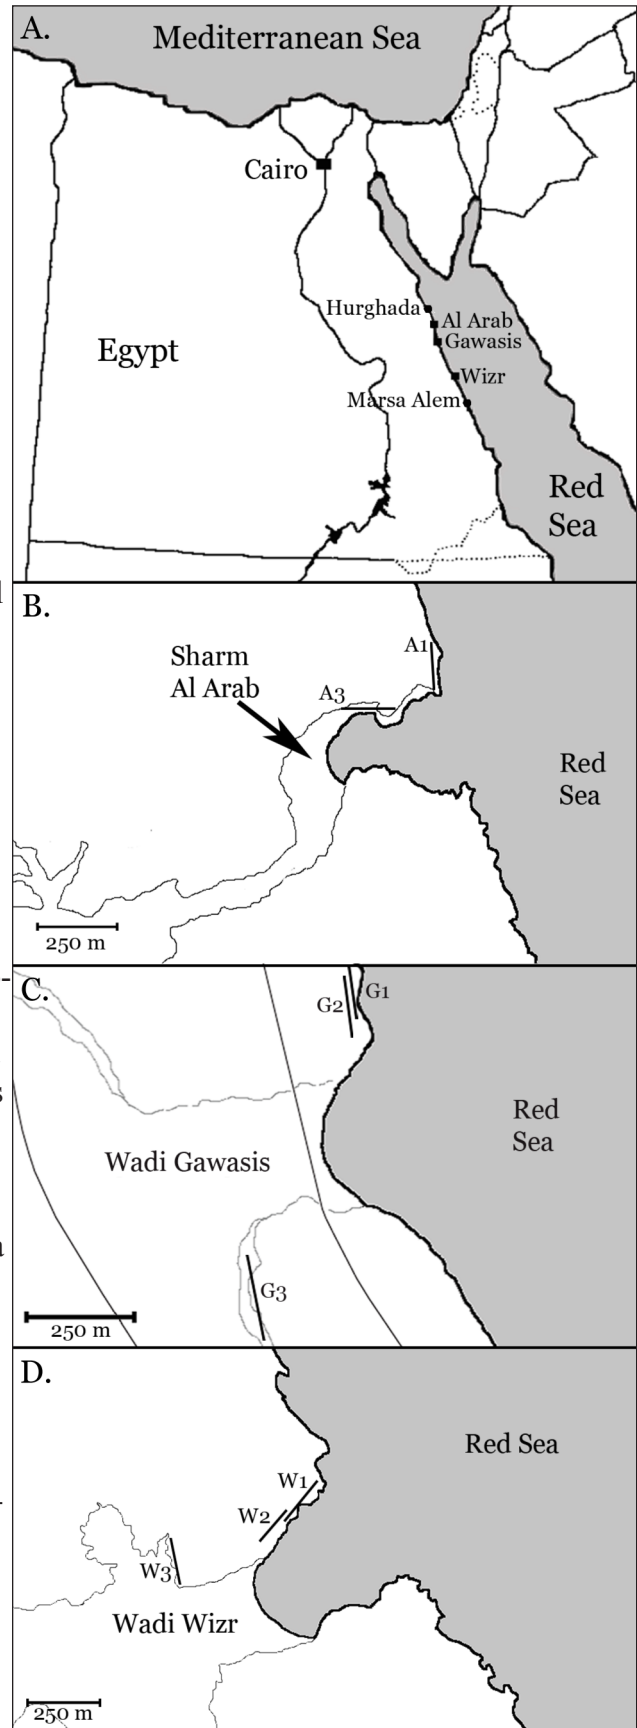 A.
Mediterranean Sea
Cairo
Hurghada
Al Arab
Gawasis
Egypt
Wizr
Marsa Alem
Red
Sea
B.
A1
Sharm
Al Arab
A3
Red
Sea
250 m
C.
G1
G2
Red
Sea
Wadi Gawasis
G3
250 m
D.
Red Sea
W1
W2
W3
Wadi Wizr
250 m